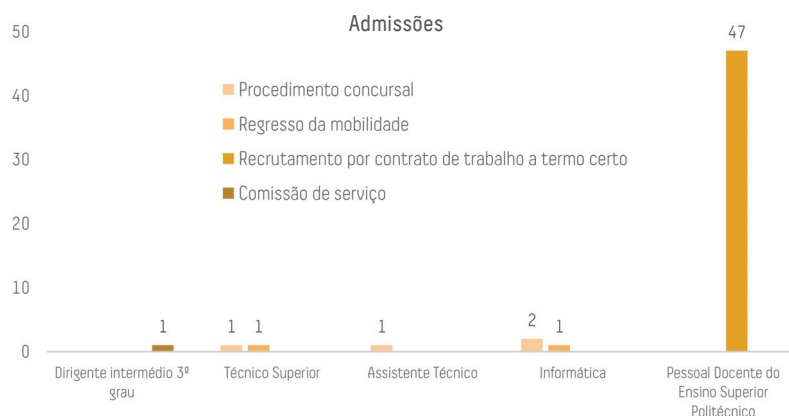 Admissões
50
40
30
20
10
0
Procedimento concursal
Regresso da mobilidade
Recrutamento por contrato de trabalho a termo certo
Comissão de serviço
1
1
1
1
2
1
47
Dirigente intermédio 3º
grau
Técnico Superior
Assistente Técnico
Informática
Pessoal Docente do
Ensino Superior
Politécnico